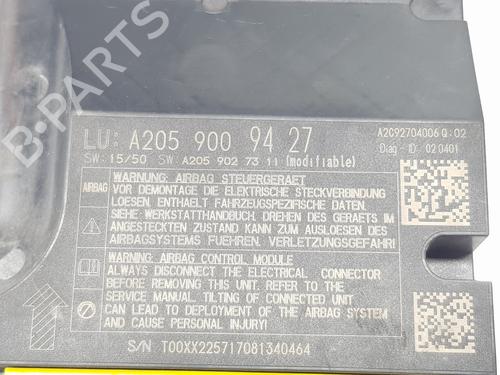 B-PARTS
LU: A205 900 94 27
SW: 15/50 SW: A205 902 73 11 (modifiable)
A2C92704006 Q:02
Diag - ID 020401
WARNUNG: AIRBAG STEUERGERAET
AIRBAG
VOR DEMONTAGE DIE ELEKTRISCHE STECKVERBINDUNG
LOESEN. ENTHAELT FAHRZEUGSPEZIFISCHE DATEN.
SIEHE: WERKSTATTHANDBUCH. DREHEN DES GERAETS IM
ANGESTECKTEN ZUSTAND KANN ZUM AUSLOESEN DES
AIRBAGSYSTEMS FUEHREN. VERLETZUNGSGEFAHR!
WARNING: AIRBAG CONTROL MODULE
ALWAYS DISCONNECT THE ELECTRICAL CONNECTOR
BEFORE REMOVING THIS UNIT. REFER TO THE
SERVICE MANUAL. TILTING OF CONNECTED UNIT
CAN LEAD TO DEPLOYMENT OF THE AIRBAG SYSTEM
AND CAUSE PERSONAL INJURY!
S/N T00XX225717081340464